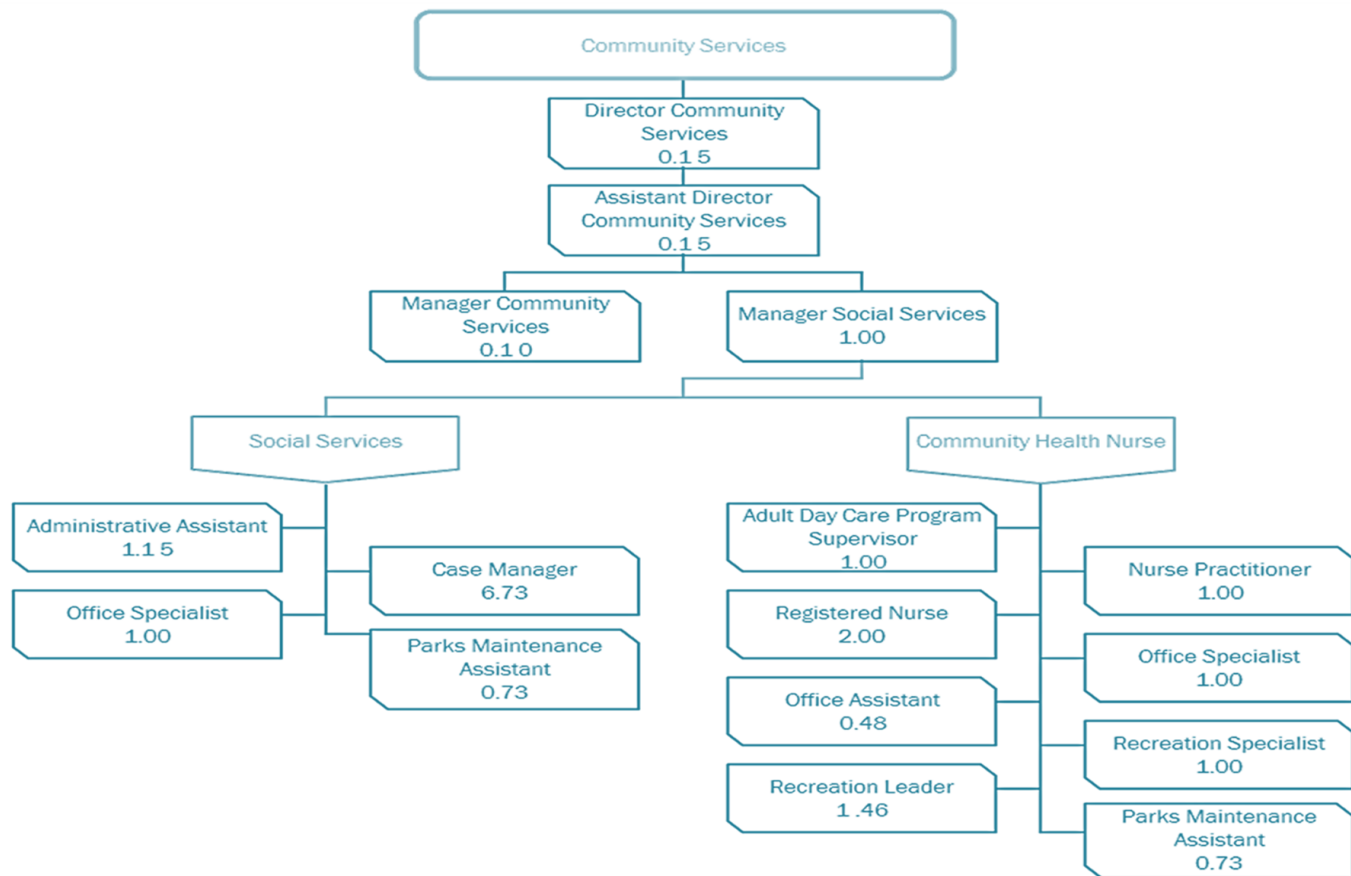 Community Services
Director Community
Services
0.1 5
Assistant Director
Community Services
0.1 5
Manager Community
Services
0.1 0
Manager Social Services
1.00
Social Services
Community Health Nurse
Administrative Assistant
1.1 5
Case Manager
6.73
Office Specialist
1.00
Parks Maintenance
Assistant
0.73
Adult Day Care Program
Supervisor
1.00
Nurse Practitioner
1.00
Registered Nurse
2.00
Office Specialist
1.00
Office Assistant
0.48
Recreation Specialist
1.00
Recreation Leader
1 .46
Parks Maintenance
Assistant
0.73